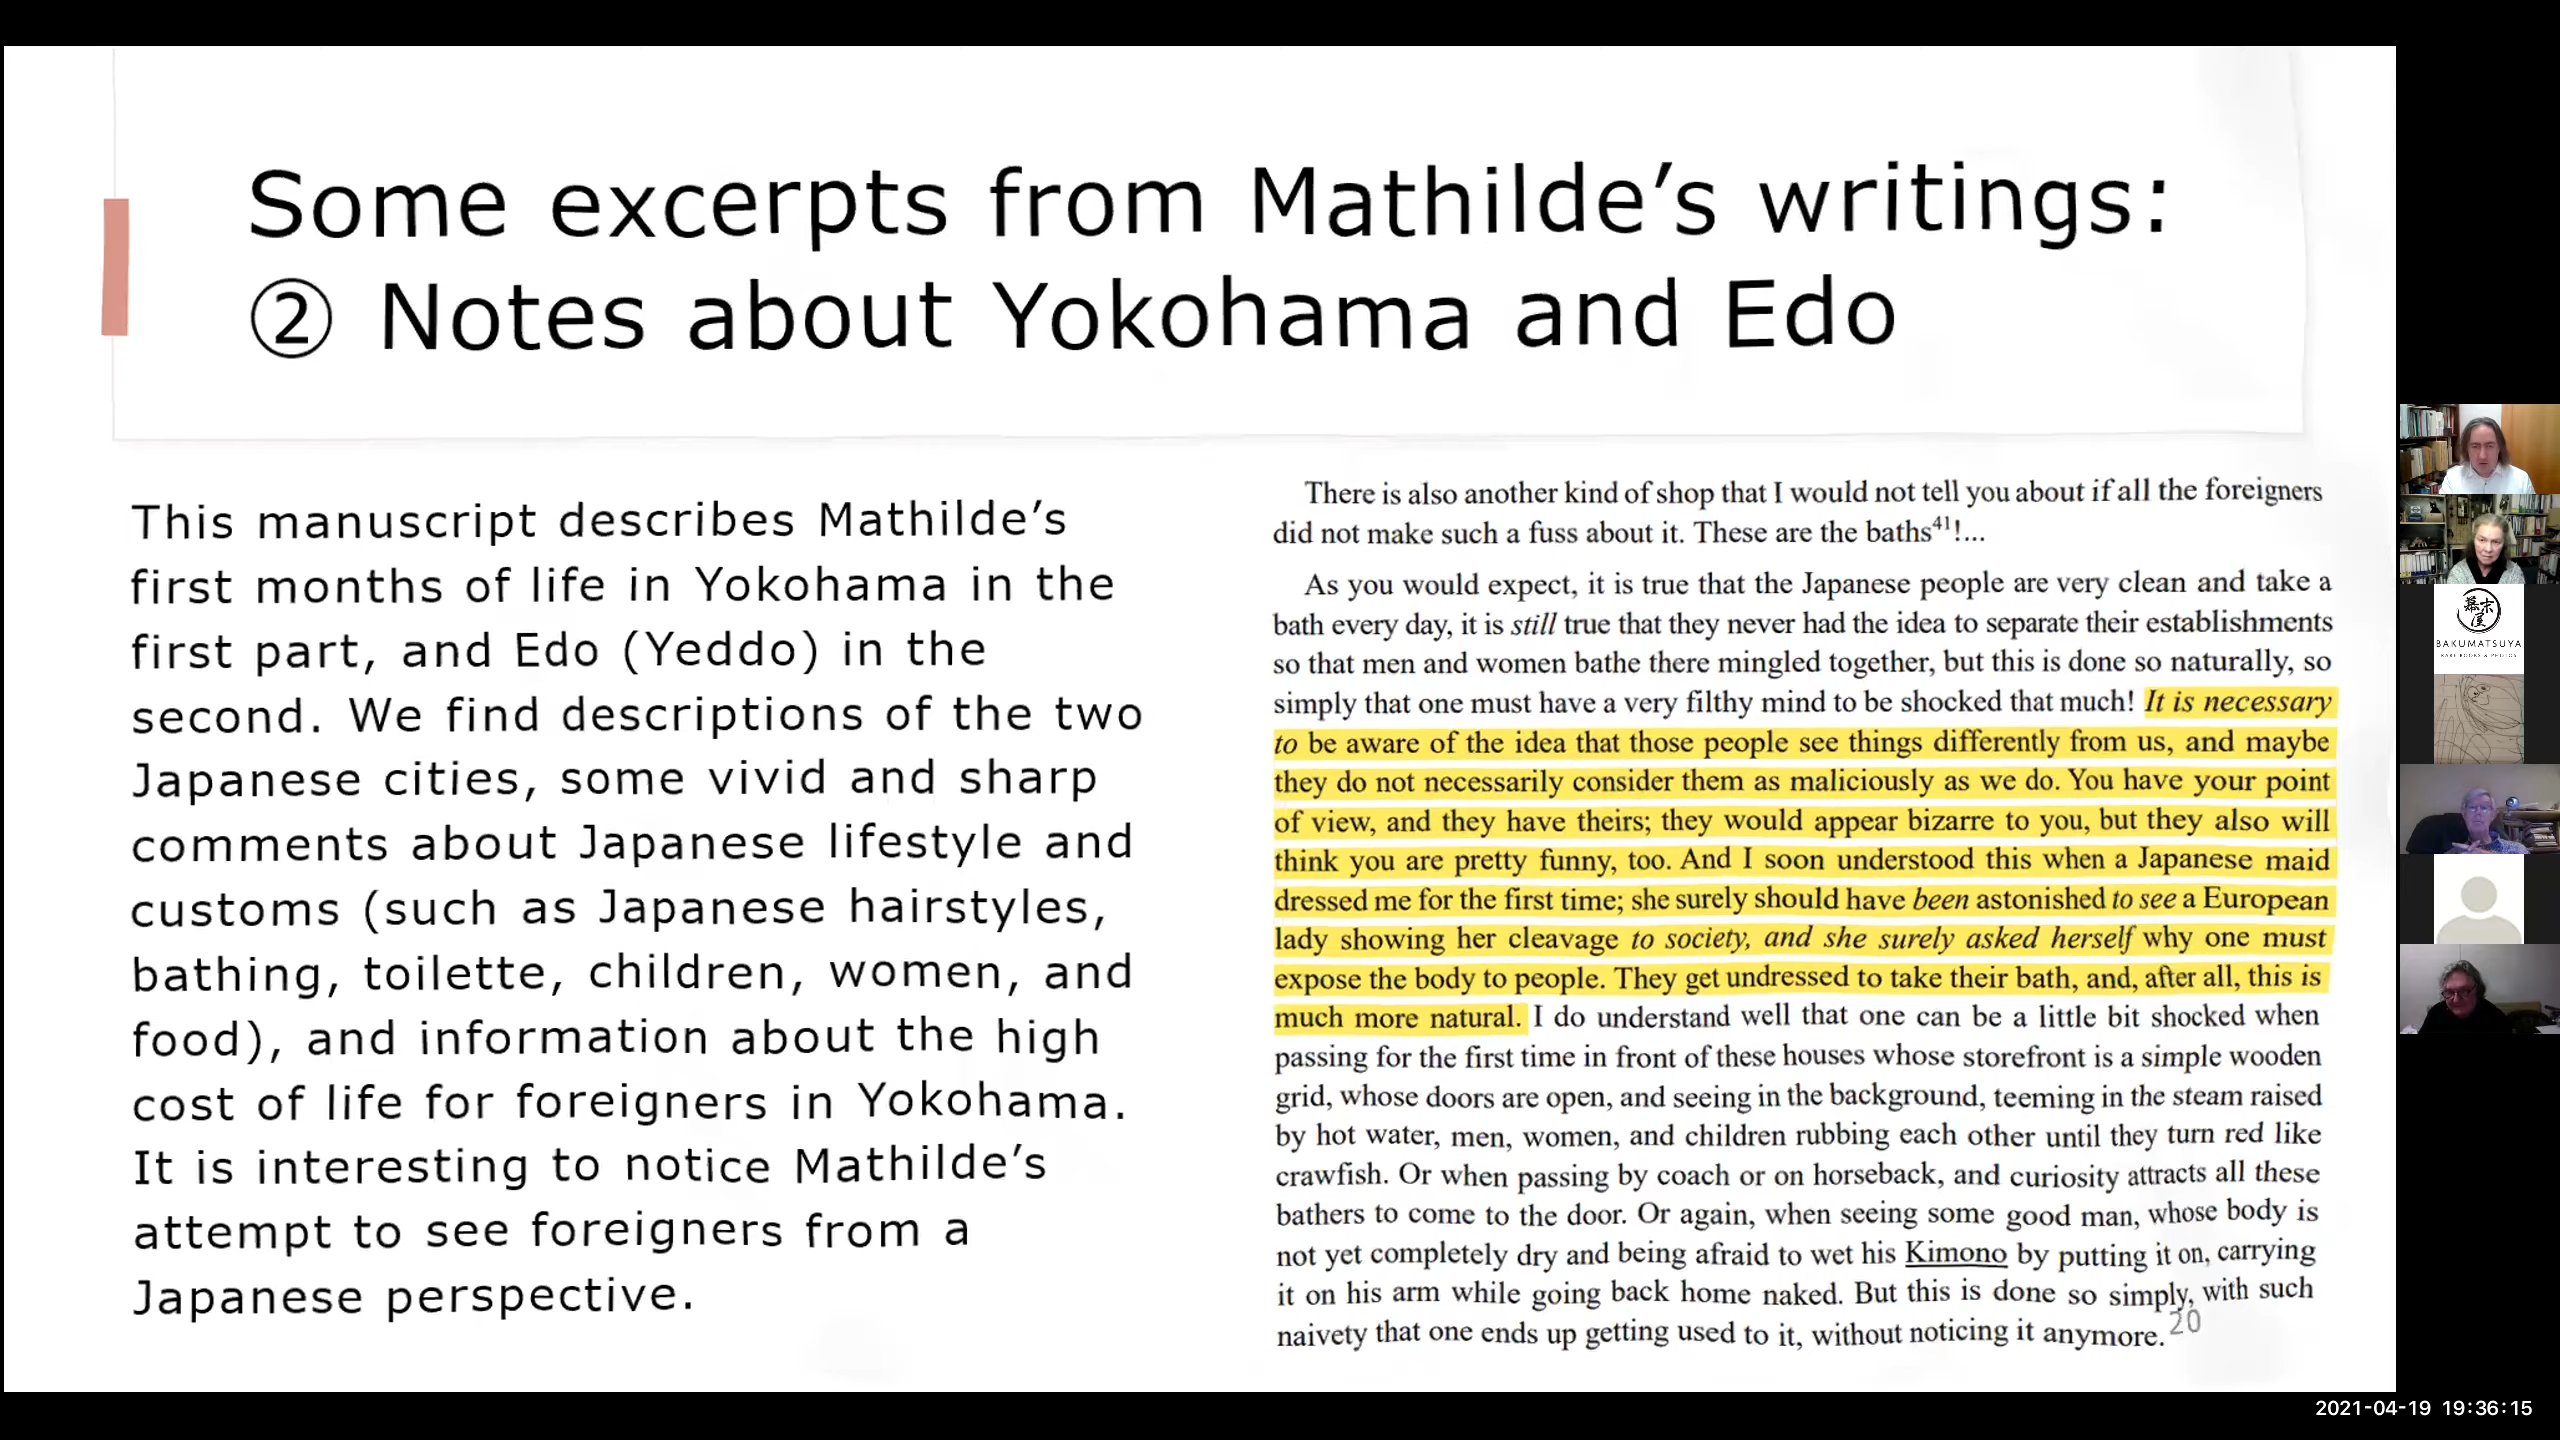 Some excerpts from Mathilde’s writings:
② Notes about Yokohama and Edo
This manuscript describes Mathilde’s
first months of life in Yokohama in the
first part, and Edo (Yeddo) in the
second. We find descriptions of the two
Japanese cities, some vivid and sharp
comments about Japanese lifestyle and
customs (such as Japanese hairstyles,
bathing, toilette, children, women, and
food), and information about the high
cost of life for foreigners in Yokohama.
It is interesting to notice Mathilde’s
attempt to see foreigners from a
Japanese perspective.
There is also another kind of shop that I would not tell you about if all the foreigners
did not make such a fuss about it. These are the baths⁴¹!...
As you would expect, it is true that the Japanese people are very clean and take a
bath every day, it is still true that they never had the idea to separate their establishments
so that men and women bathe there mingled together, but this is done so naturally, so
simply that one must have a very filthy mind to be shocked that much! It is necessary
to be aware of the idea that those people see things differently from us, and maybe
they do not necessarily consider them as maliciously as we do. You have your point
of view, and they have theirs; they would appear bizarre to you, but they also will
think you are pretty funny, too. And I soon understood this when a Japanese maid
dressed me for the first time; she surely should have been astonished to see a European
lady showing her cleavage to society, and she surely asked herself why one must
expose the body to people. They get undressed to take their bath, and, after all, this is
much more natural. I do understand well that one can be a little bit shocked when
passing for the first time in front of these houses whose storefront is a simple wooden
grid, whose doors are open, and seeing in the background, teeming in the steam raised
by hot water, men, women, and children rubbing each other until they turn red like
crawfish. Or when passing by coach or on horseback, and curiosity attracts all these
bathers to come to the door. Or again, when seeing some good man, whose body is
not yet completely dry and being afraid to wet his Kimono by putting it on, carrying
it on his arm while going back home naked. But this is done so simply, with such
naivety that one ends up getting used to it, without noticing it anymore.
20
幕末屋
BAKUMATSUYA
2021-04-19 19:36:15